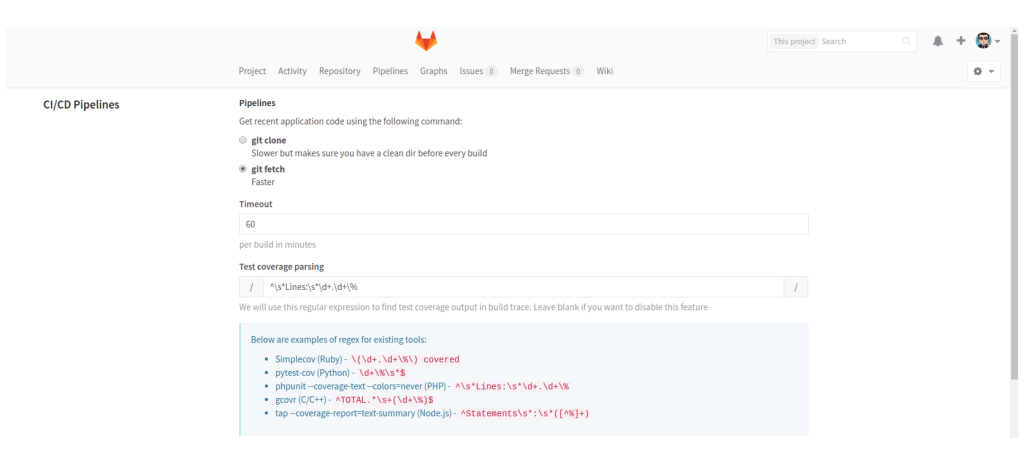 This project Search
Project Activity Repository Pipelines Graphs Issues 0 Merge Requests 0 Wiki
CI/CD Pipelines
Pipelines
Get recent application code using the following command:
git clone
Slower but makes sure you have a clean dir before every build
git fetch
Faster
Timeout
60
per build in minutes
Test coverage parsing
/ ^\s*Lines:\s*\d+.\d+\% /
We will use this regular expression to find test coverage output in build trace. Leave blank if you want to disable this feature
Below are examples of regex for existing tools:
Simplecov (Ruby) - \(\d+.\d+\%\) covered
pytest-cov (Python) - \d+\%\s*$
phpunit --coverage-text --colors=never (PHP) - ^\s*Lines:\s*\d+.\d+\%
gcovr (C/C++) - ^TOTAL.*\s+(\d+\%)$
tap --coverage-report=text-summary (Node.js) - ^Statements\s*:\s*([^%]+)